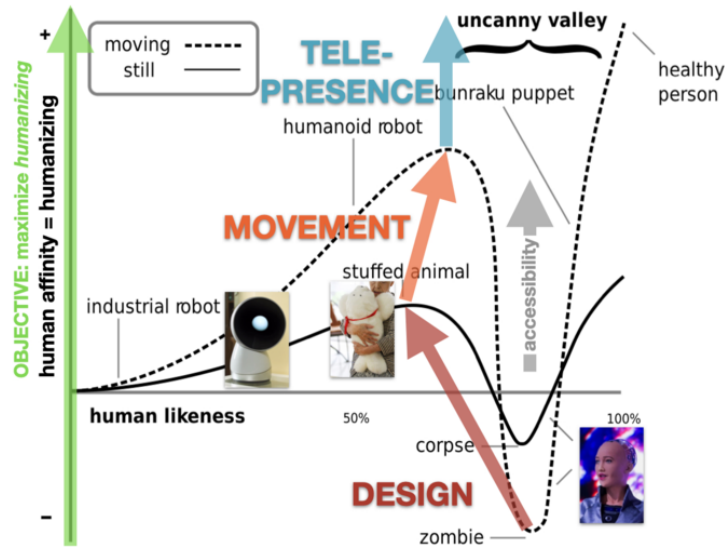 +
moving
still
TELE-
PRESENCE
uncanny valley
bunraku puppet
healthy
person
humanoid robot
OBJECTIVE: maximize humanizing
human affinity = humanizing
MOVEMENT
stuffed animal
industrial robot
accessibility
human likeness
50%
100%
corpse
DESIGN
–
zombie